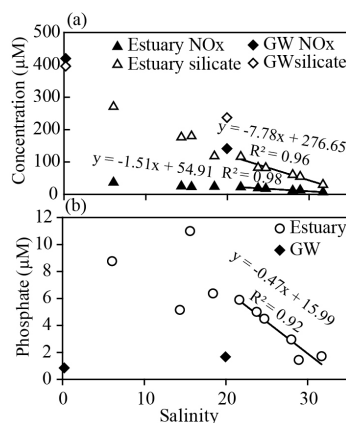 500
(a)
Estuary NOx
GW NOx
400
Estuary silicate
GWsilicate
300
200
100
0
Concentration (µM)
y = -7.78x + 276.65
R² = 0.96
y = -1.51x + 54.91 R² = 0.98
12
(b)
Estuary
10
GW
8
6
4
2
0
Phosphate (µM)
y = -0.47x + 15.99
R² = 0.92
0
10
20
30
Salinity